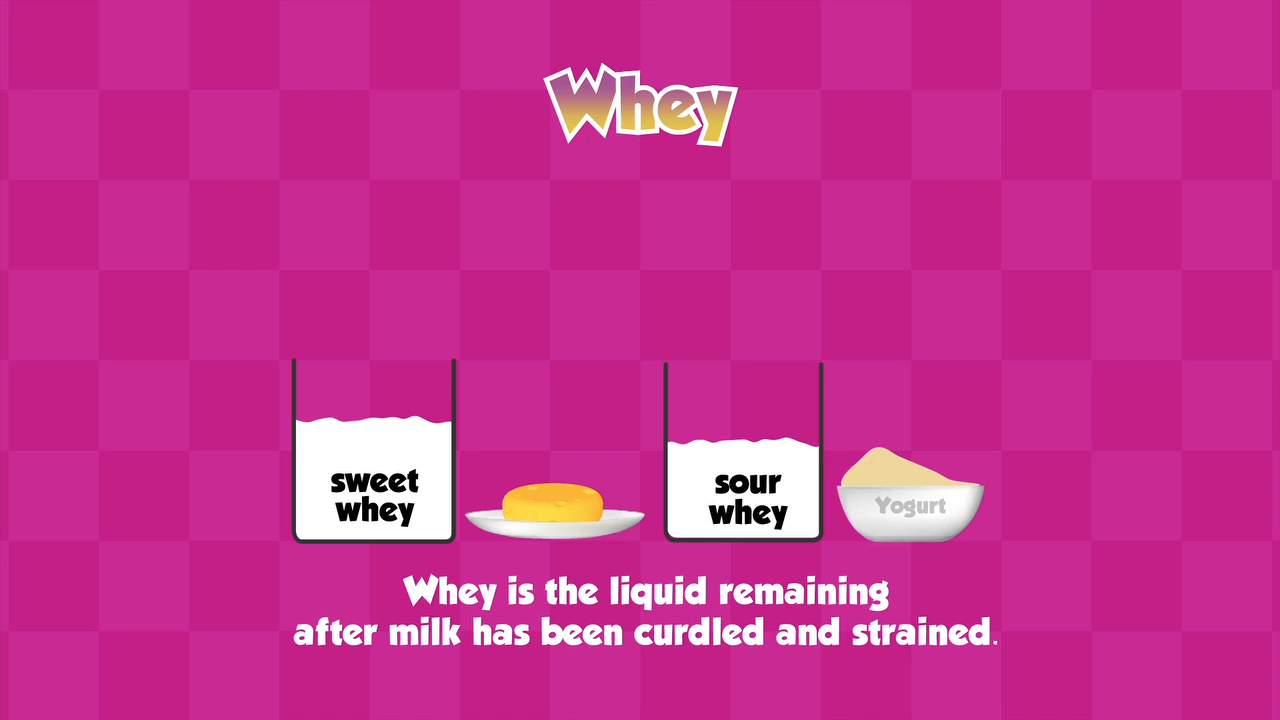 Whey
sweet
whey
sour
whey
Yogurt
Whey is the liquid remaining
after milk has been curdled and strained.